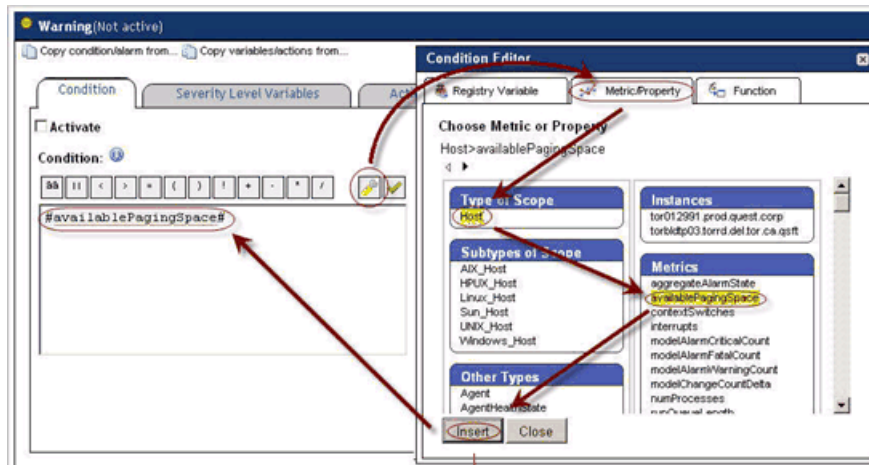 Warning(Not active)
Copy condition/alarm from... Copy variables/actions from...
Condition Severity Level Variables
Activate
Condition:
&& || < > = ( ) ! + - * /
#availablePagingSpace#
Condition Editor
Registry Variable Metric/Property Function
Choose Metric or Property
Host>availablePagingSpace
Type of Scope
Host
Subtypes of Scope
AIX_Host
HPUX_Host
Linux_Host
Sun_Host
UNIX_Host
Windows_Host
Other Types
Agent
AgentHealthState
Instances
tor012991.prod.quest.corp
torbldtp03.torrd.del.tor.ca.qsft
Metrics
aggregateAlarmState
availablePagingSpace
contextSwitches
interrupts
modelAlarmCriticalCount
modelAlarmFatalCount
modelAlarmWarningCount
modelChangeCountDelta
numProcesses
runQueueLength
Insert Close